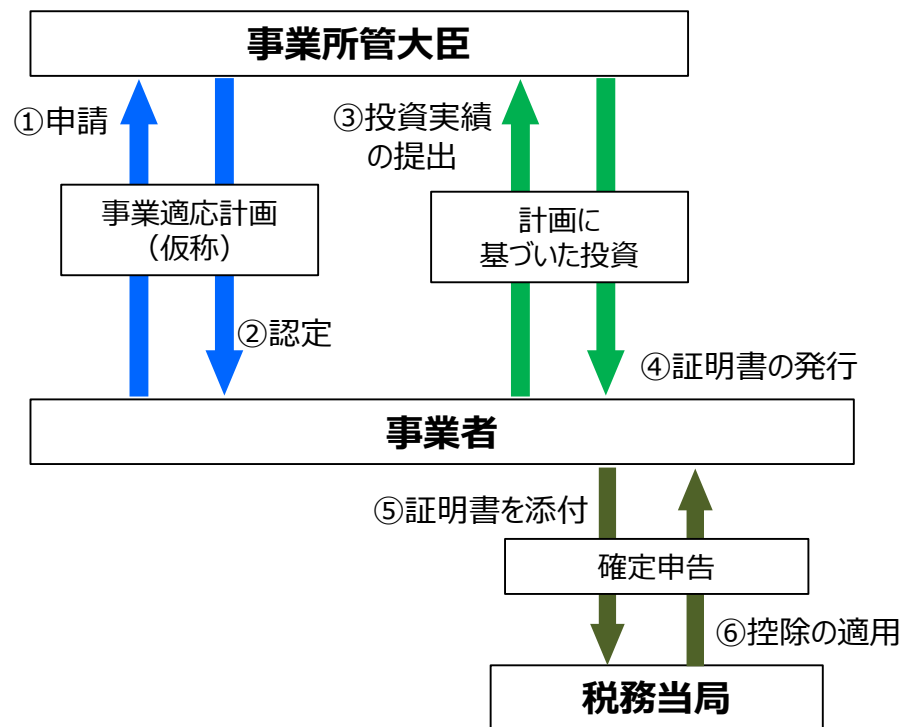 事業所管大臣
①申請
③投資実績
の提出
事業適応計画
（仮称）
計画に
基づいた投資
②認定
④証明書の発行
事業者
⑤証明書を添付
確定申告
⑥控除の適用
税務当局